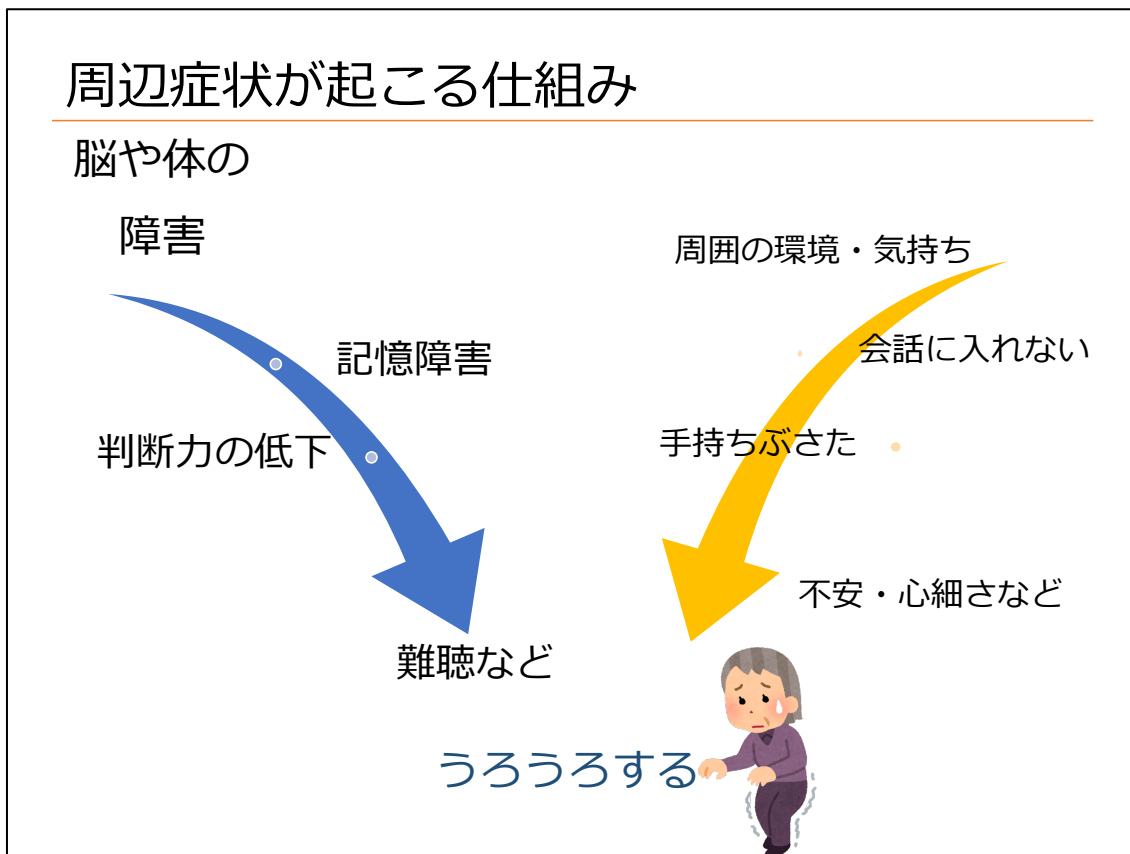 周辺症状が起こる仕組み
脳や体の
障害
記憶障害
判断力の低下
難聴など
周囲の環境・気持ち
会話に入れない
手持ちぶさた
不安・心細さなど
うろうろする